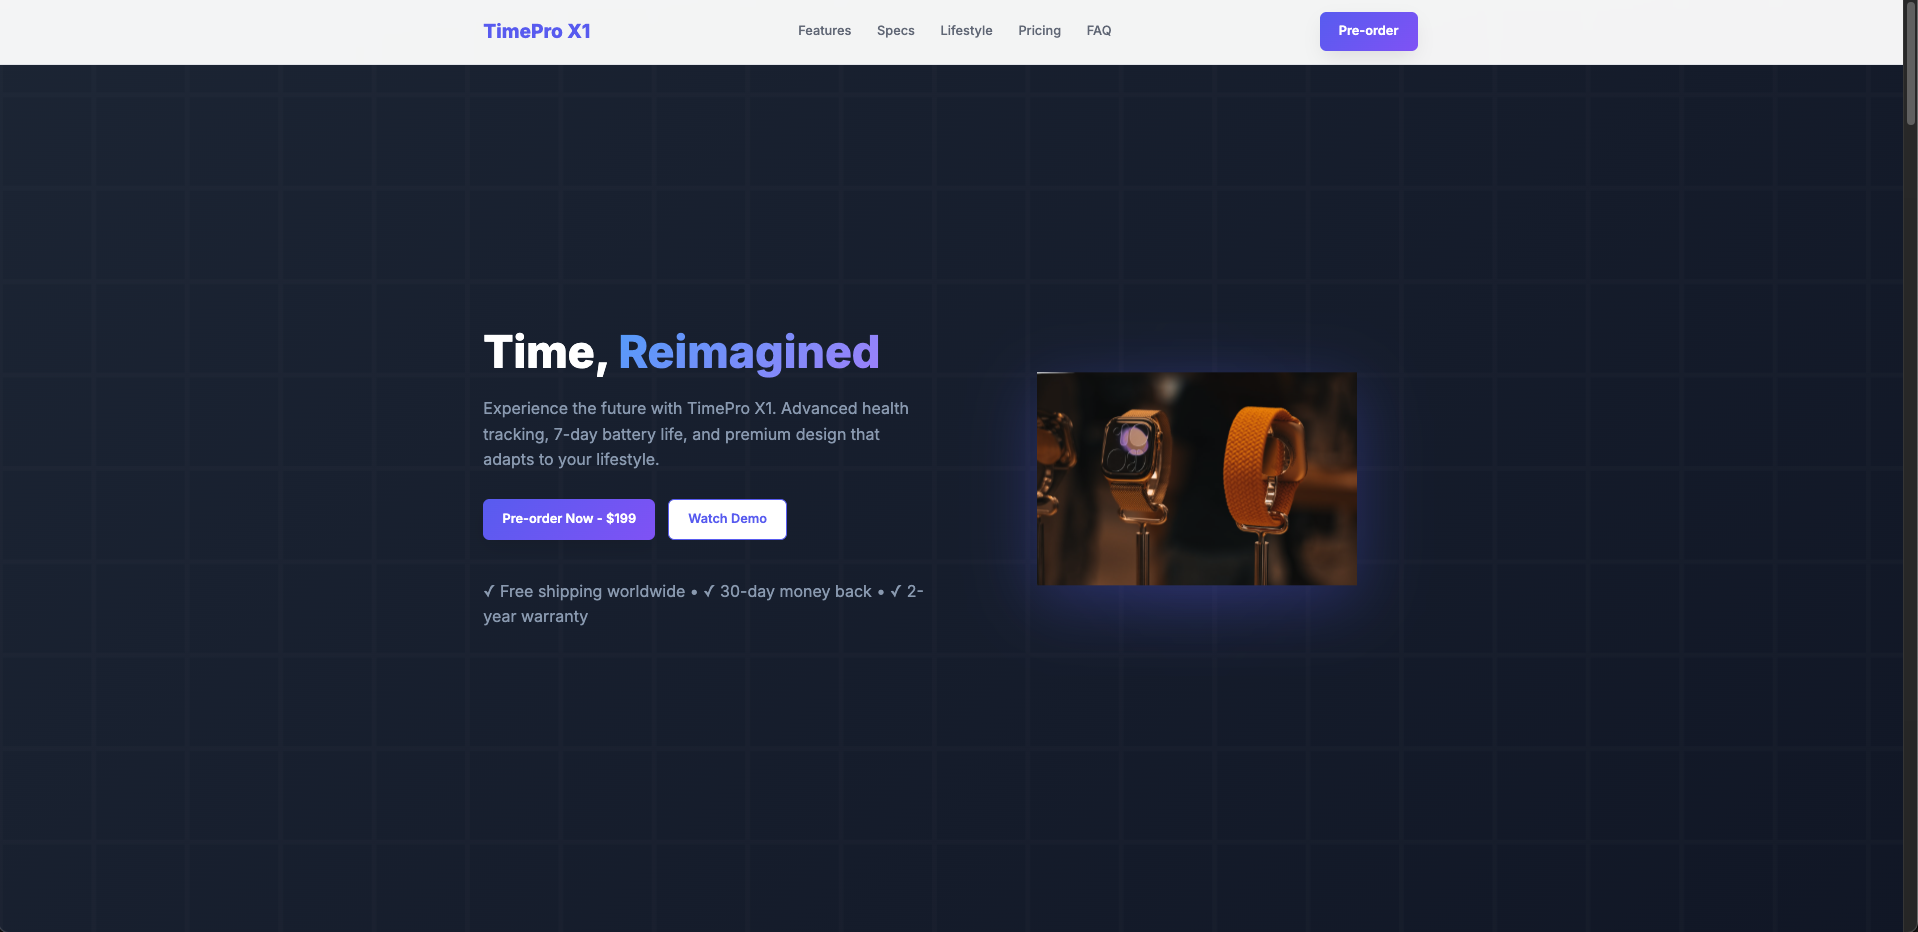 TimePro X1
Features
Specs
Lifestyle
Pricing
FAQ
Pre-order
Time, Reimagined
Experience the future with TimePro X1. Advanced health
tracking, 7-day battery life, and premium design that
adapts to your lifestyle.
Pre-order Now - $199
Watch Demo
✓ Free shipping worldwide • ✓ 30-day money back • ✓ 2-
year warranty